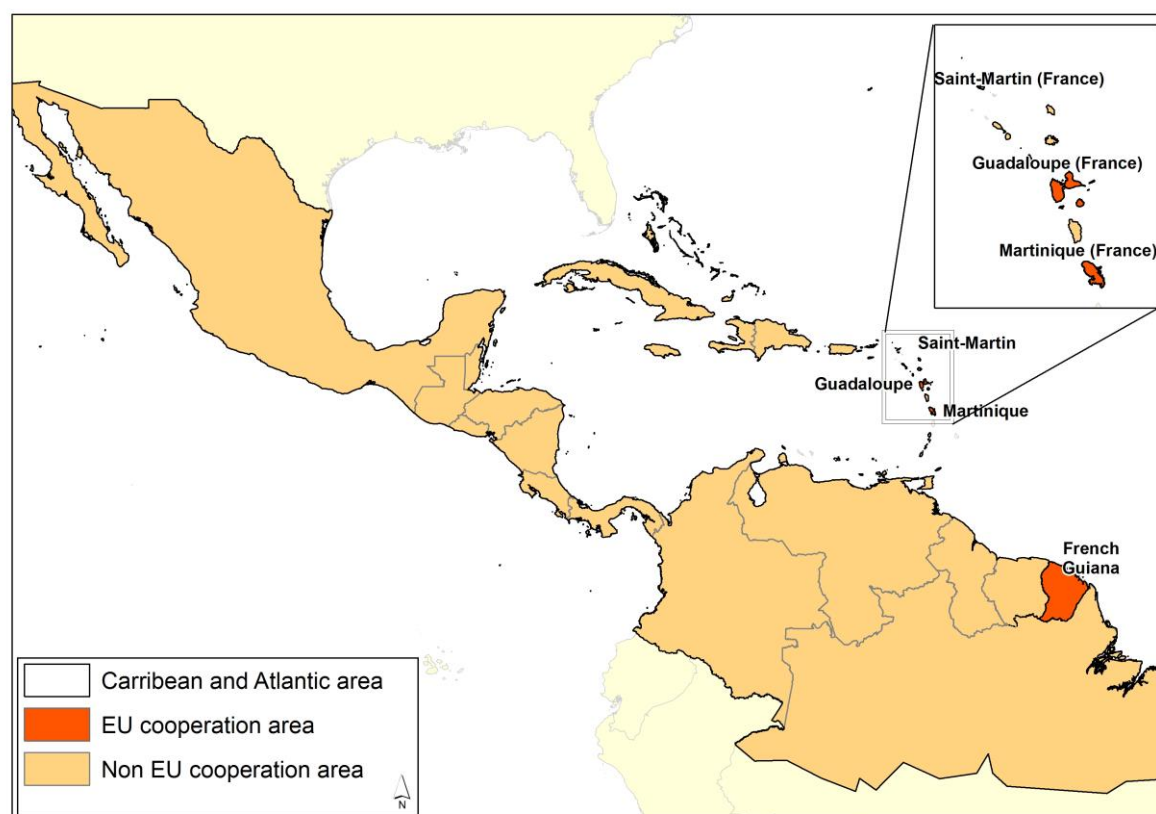 Saint-Martin (France)
Guadaloupe (France)
Martinique (France)
Saint-Martin
Guadaloupe
Martinique
French
Guiana
Carribean and Atlantic area
EU cooperation area
Non EU cooperation area
N